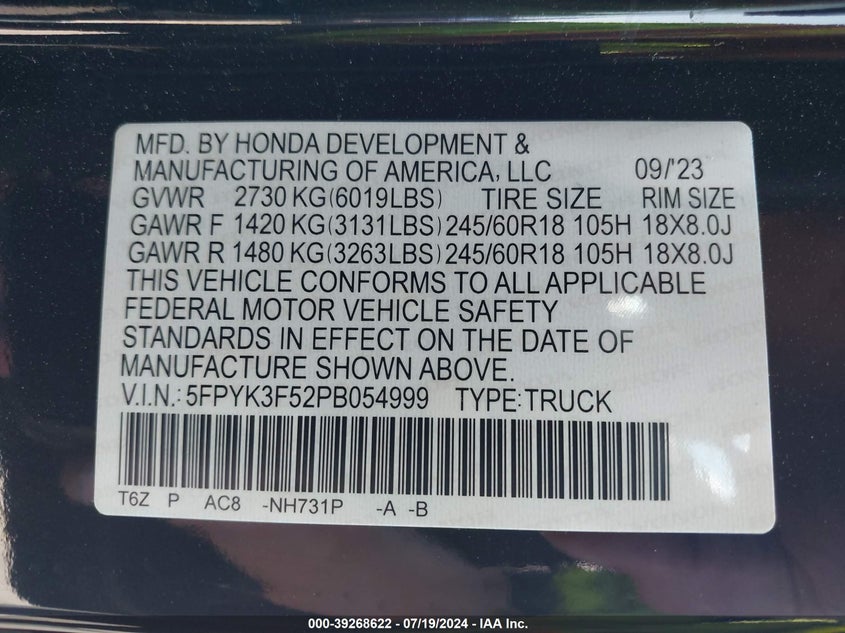 MFD. BY HONDA DEVELOPMENT &
MANUFACTURING OF AMERICA, LLC 09/'23
GVWR 2730 KG(6019LBS) TIRE SIZE RIM SIZE
GAWR F 1420 KG(3131LBS) 245/60R18 105H 18X8.0J
GAWR R 1480 KG(3263LBS) 245/60R18 105H 18X8.0J
THIS VEHICLE CONFORMS TO ALL APPLICABLE
FEDERAL MOTOR VEHICLE SAFETY
STANDARDS IN EFFECT ON THE DATE OF
MANUFACTURE SHOWN ABOVE.
V.I.N.: 5FPYK3F52PB054999 TYPE: TRUCK
T6Z P AC8 -NH731P -A -B
000-39268622 - 07/19/2024 - IAA Inc.